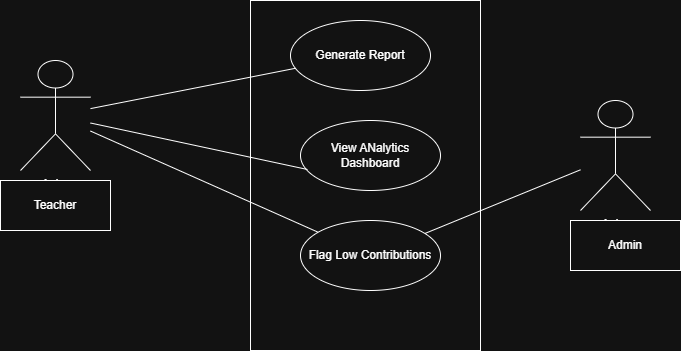 Generate Report
View ANalytics
Dashboard
Teacher
Flag Low Contributions
Admin